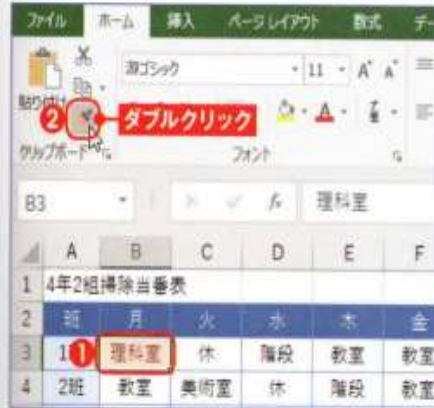 ファイル ホーム 挿入 ページレイアウト 数式 デー
貼り付け 游ゴシック 11 A A
2 ダブルクリック A
クリップボード フォント
B3 fx 理科室
A B C D E F
1 4年2組掃除当番表
2 班 月 火 水 木 金
3 1 1 理科室 休 階段 教室 教室
4 2班 教室 美術室 休 階段 教室